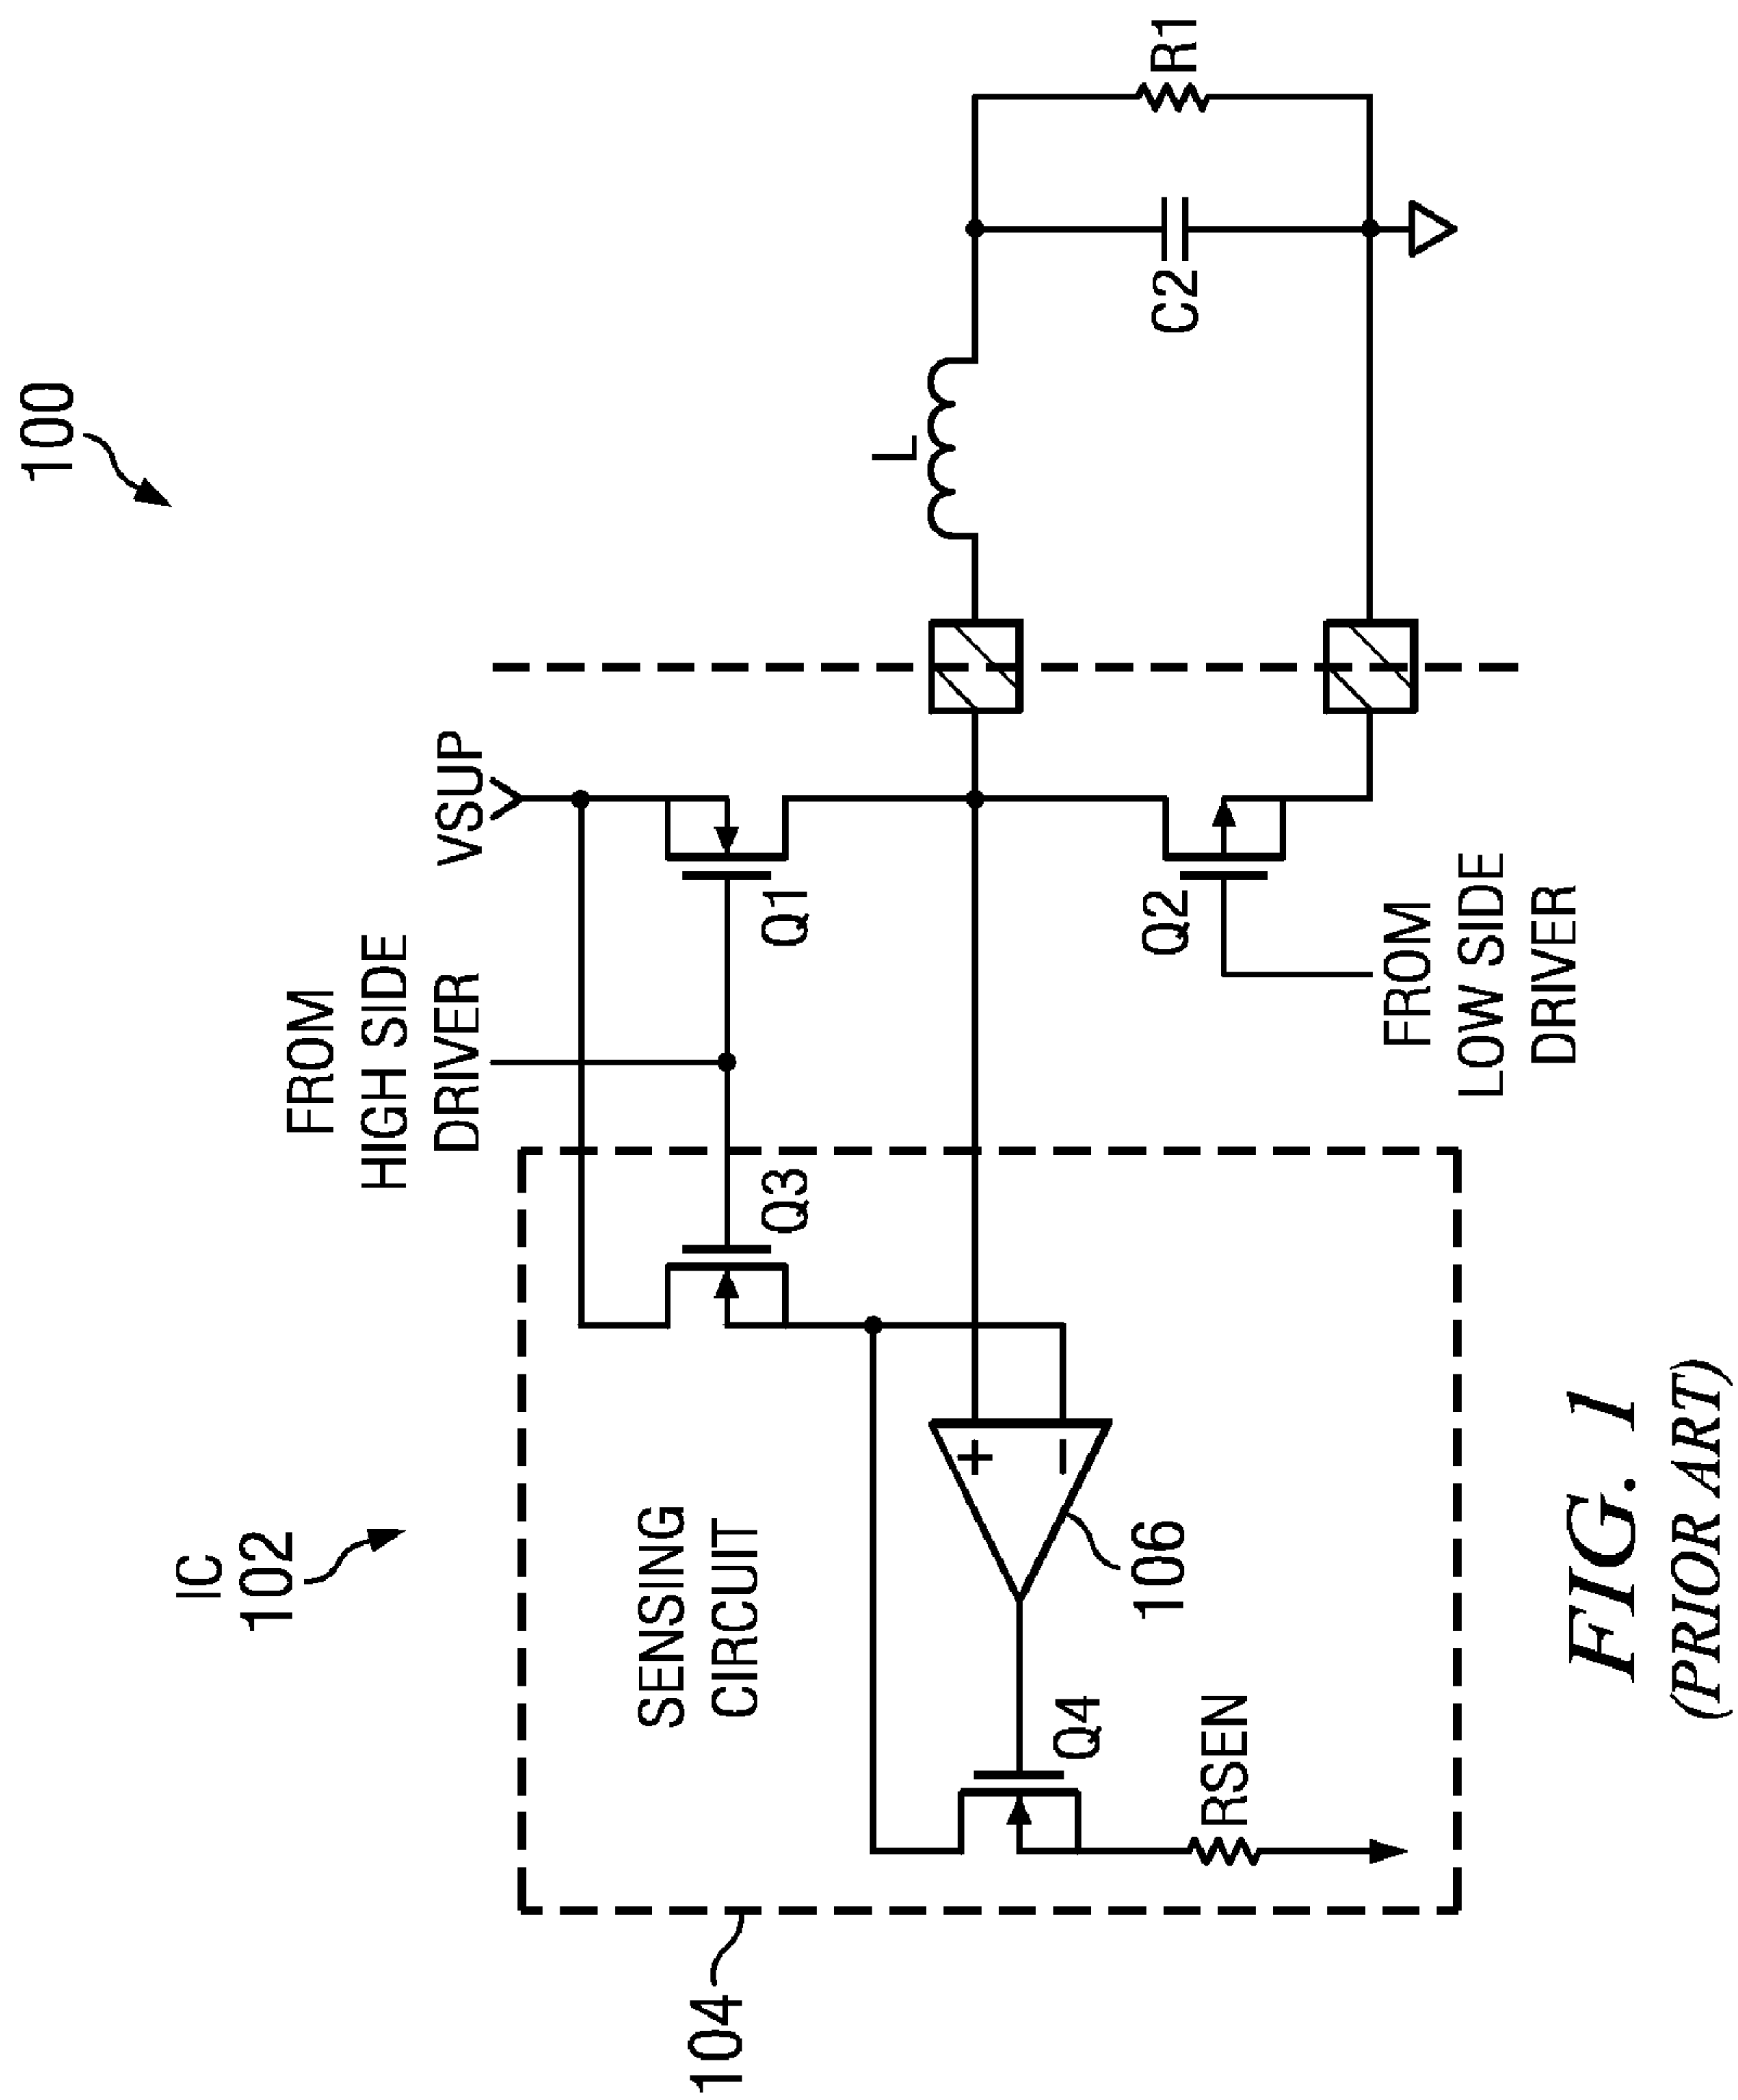 100
IC
102
FROM
HIGH SIDE
DRIVER
VSUP
104
SENSING
CIRCUIT
Q3
Q1
L
106
Q4
RSEN
Q2
C2
R1
FROM
LOW SIDE
DRIVER
FIG. 1
(PRIOR ART)